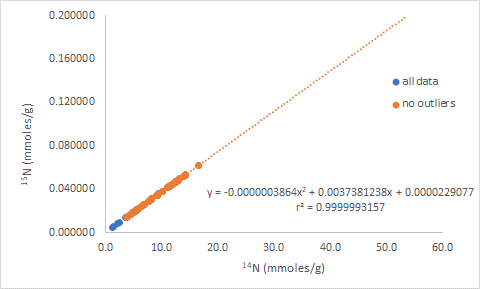 0.200000
0.160000
0.120000
0.080000
0.040000
0.000000
¹⁵N (mmoles/g)
all data
no outliers
y = -0.0000003864x² + 0.0037381238x + 0.0000229077
r² = 0.9999993157
0.0 10.0 20.0 30.0 40.0 50.0 60.0
¹⁴N (mmoles/g)